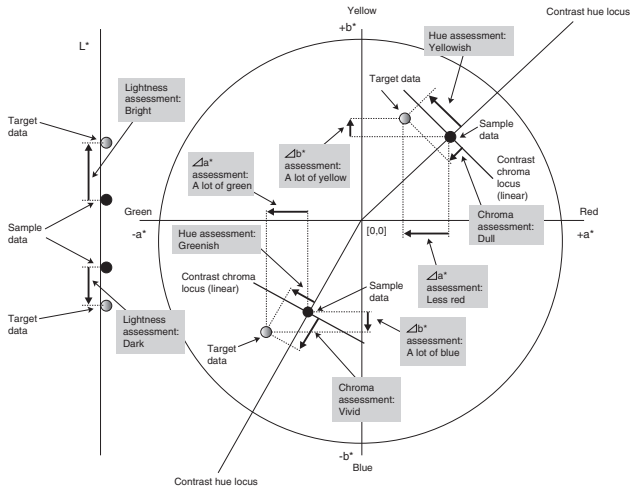 Yellow
+b*
Contrast hue locus
L*
Hue assessment:
Yellowish
Target data
Lightness
assessment:
Bright
Target
data
Sample
data
⊿b*
assessment:
A lot of yellow
⊿a*
assessment:
A lot of green
Contrast
chroma
locus
(linear)
Green
-a*
[0,0]
Red
+a*
Chroma
assessment:
Dull
Sample
data
Hue assessment:
Greenish
Contrast chroma
locus (linear)
⊿a*
assessment:
Less red
Sample
data
Target
data
Lightness
assessment:
Dark
⊿b*
assessment:
A lot of blue
Target
data
Chroma
assessment:
Vivid
-b*
Blue
Contrast hue locus